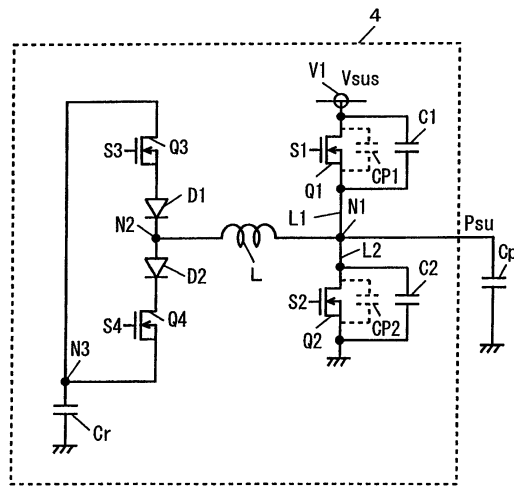 4
V1 Vsus
S3 Q3
S1 CP1 C1
Q1
D1
N2 L1 N1 Psu
L L2 Cp
D2
S4 Q4
S2 CP2 C2
Q2
N3
Cr